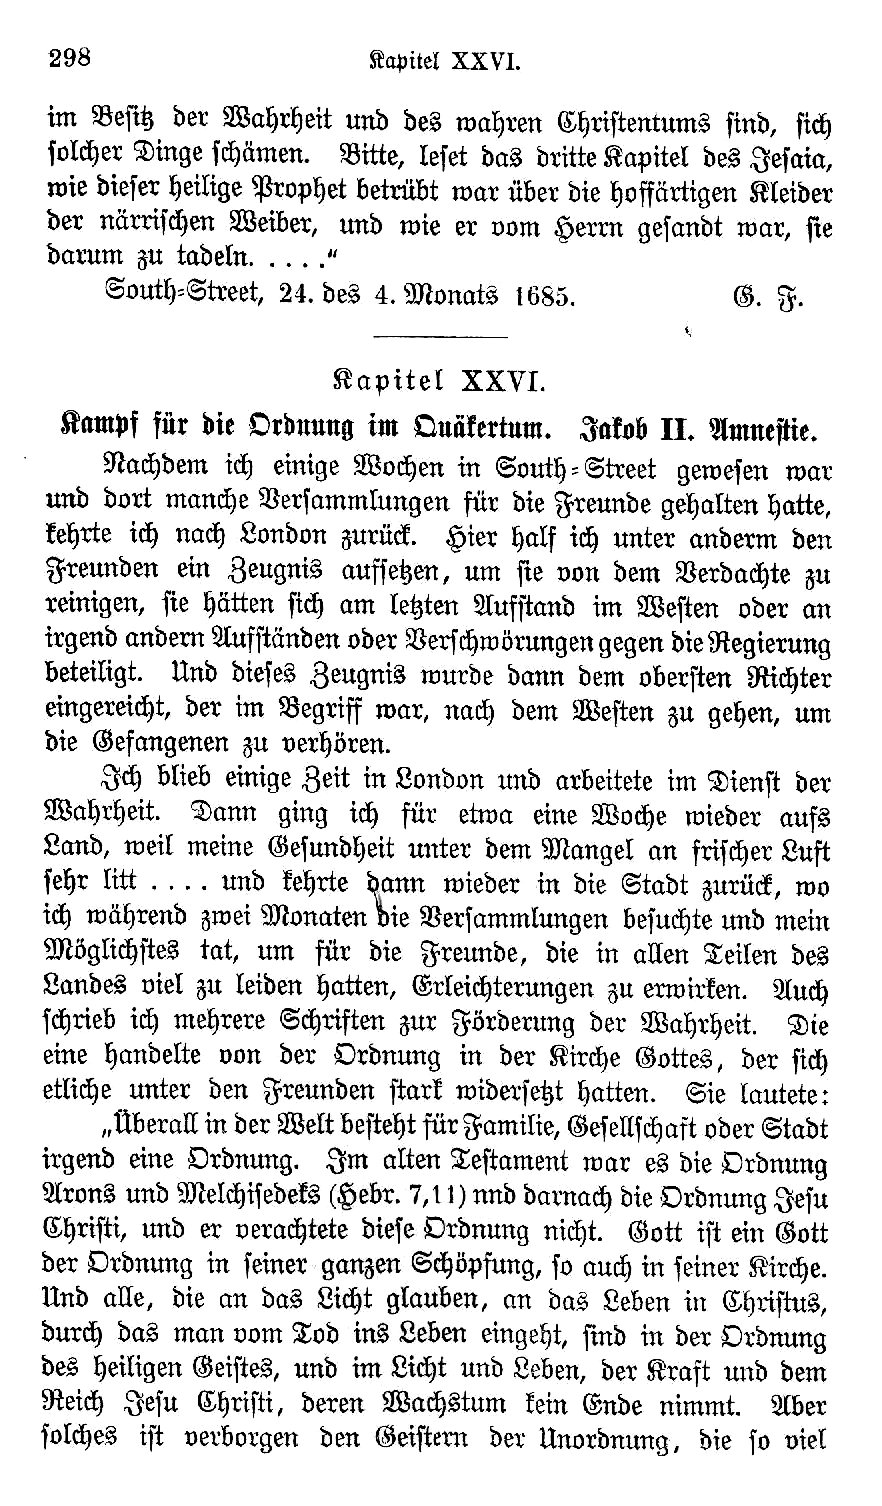 298 Kapitel XXVI.
im Besitz der Wahrheit und des wahren Christentums sind, sich
solcher Dinge schämen. Bitte, leset das dritte Kapitel des Jesaia,
wie dieser heilige Prophet betrübt war über die hoffärtigen Kleider
der närrischen Weiber, und wie er vom Herrn gesandt war, sie
darum zu tadeln. . . . ."
South-Street, 24. des 4. Monats 1685. G. F.
Kapitel XXVI.
Kampf für die Ordnung im Quäkertum. Jakob II. Amnestie.
Nachdem ich einige Wochen in South-Street gewesen war
und dort manche Versammlungen für die Freunde gehalten hatte,
kehrte ich nach London zurück. Hier half ich unter anderm den
Freunden ein Zeugnis aufsetzen, um sie von dem Verdachte zu
reinigen, sie hätten sich am letzten Aufstand im Westen oder an
irgend andern Aufständen oder Verschwörungen gegen die Regierung
beteiligt. Und dieses Zeugnis wurde dann dem obersten Richter
eingereicht, der im Begriff war, nach dem Westen zu gehen, um
die Gefangenen zu verhören.
Ich blieb einige Zeit in London und arbeitete im Dienst der
Wahrheit. Dann ging ich für etwa eine Woche wieder aufs
Land, weil meine Gesundheit unter dem Mangel an frischer Luft
sehr litt . . . . und kehrte dann wieder in die Stadt zurück, wo
ich während zwei Monaten die Versammlungen besuchte und mein
Möglichstes tat, um für die Freunde, die in allen Teilen des
Landes viel zu leiden hatten, Erleichterungen zu erwirken. Auch
schrieb ich mehrere Schriften zur Förderung der Wahrheit. Die
eine handelte von der Ordnung in der Kirche Gottes, der sich
etliche unter den Freunden stark widersetzt hatten. Sie lautete:
„Überall in der Welt besteht für Familie, Gesellschaft oder Stadt
irgend eine Ordnung. Im alten Testament war es die Ordnung
Arons und Melchisedeks (Hebr. 7,11) nnd darnach die Ordnung Jesu
Christi, und er verachtete diese Ordnung nicht. Gott ist ein Gott
der Ordnung in seiner ganzen Schöpfung, so auch in seiner Kirche.
Und alle, die an das Licht glauben, an das Leben in Christus,
durch das man vom Tod ins Leben eingeht, sind in der Ordnung
des heiligen Geistes, und im Licht und Leben, der Kraft und dem
Reich Jesu Christi, deren Wachstum kein Ende nimmt. Aber
solches ist verborgen den Geistern der Unordnung, die so viel